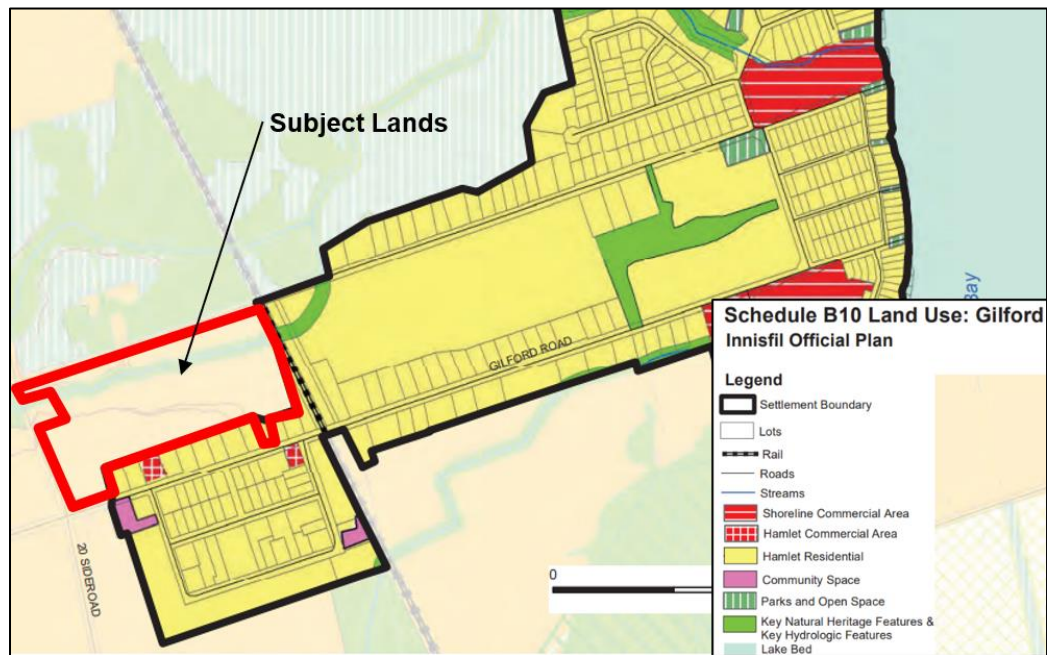 Subject Lands
GILFORD ROAD
20 SIDEROAD
Bay
Schedule B10 Land Use: Gilford
Innisfil Official Plan
Legend
Settlement Boundary
Lots
Rail
Roads
Streams
Shoreline Commercial Area
Hamlet Commercial Area
Hamlet Residential
Community Space
Parks and Open Space
Key Natural Heritage Features &
Key Hydrologic Features
Lake Bed
0